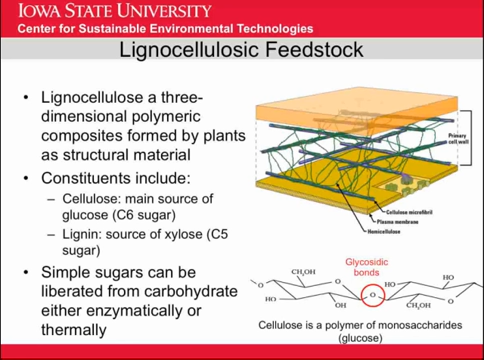 IOWA STATE UNIVERSITY
Center for Sustainable Environmental Technologies
Lignocellulosic Feedstock
• Lignocellulose a three-
dimensional polymeric
composites formed by plants
as structural material
• Constituents include:
– Cellulose: main source of
glucose (C6 sugar)
– Lignin: source of xylose (C5
sugar)
• Simple sugars can be
liberated from carbohydrate
either enzymatically or
thermally
Primary
cell wall
Cellulose microfibril
Plasma membrane
Hemicellulose
Glycosidic
bonds
CH₂OH
HO
O
O
HO
OH
O
HO
O
CH₂OH
O
Cellulose is a polymer of monosaccharides
(glucose)